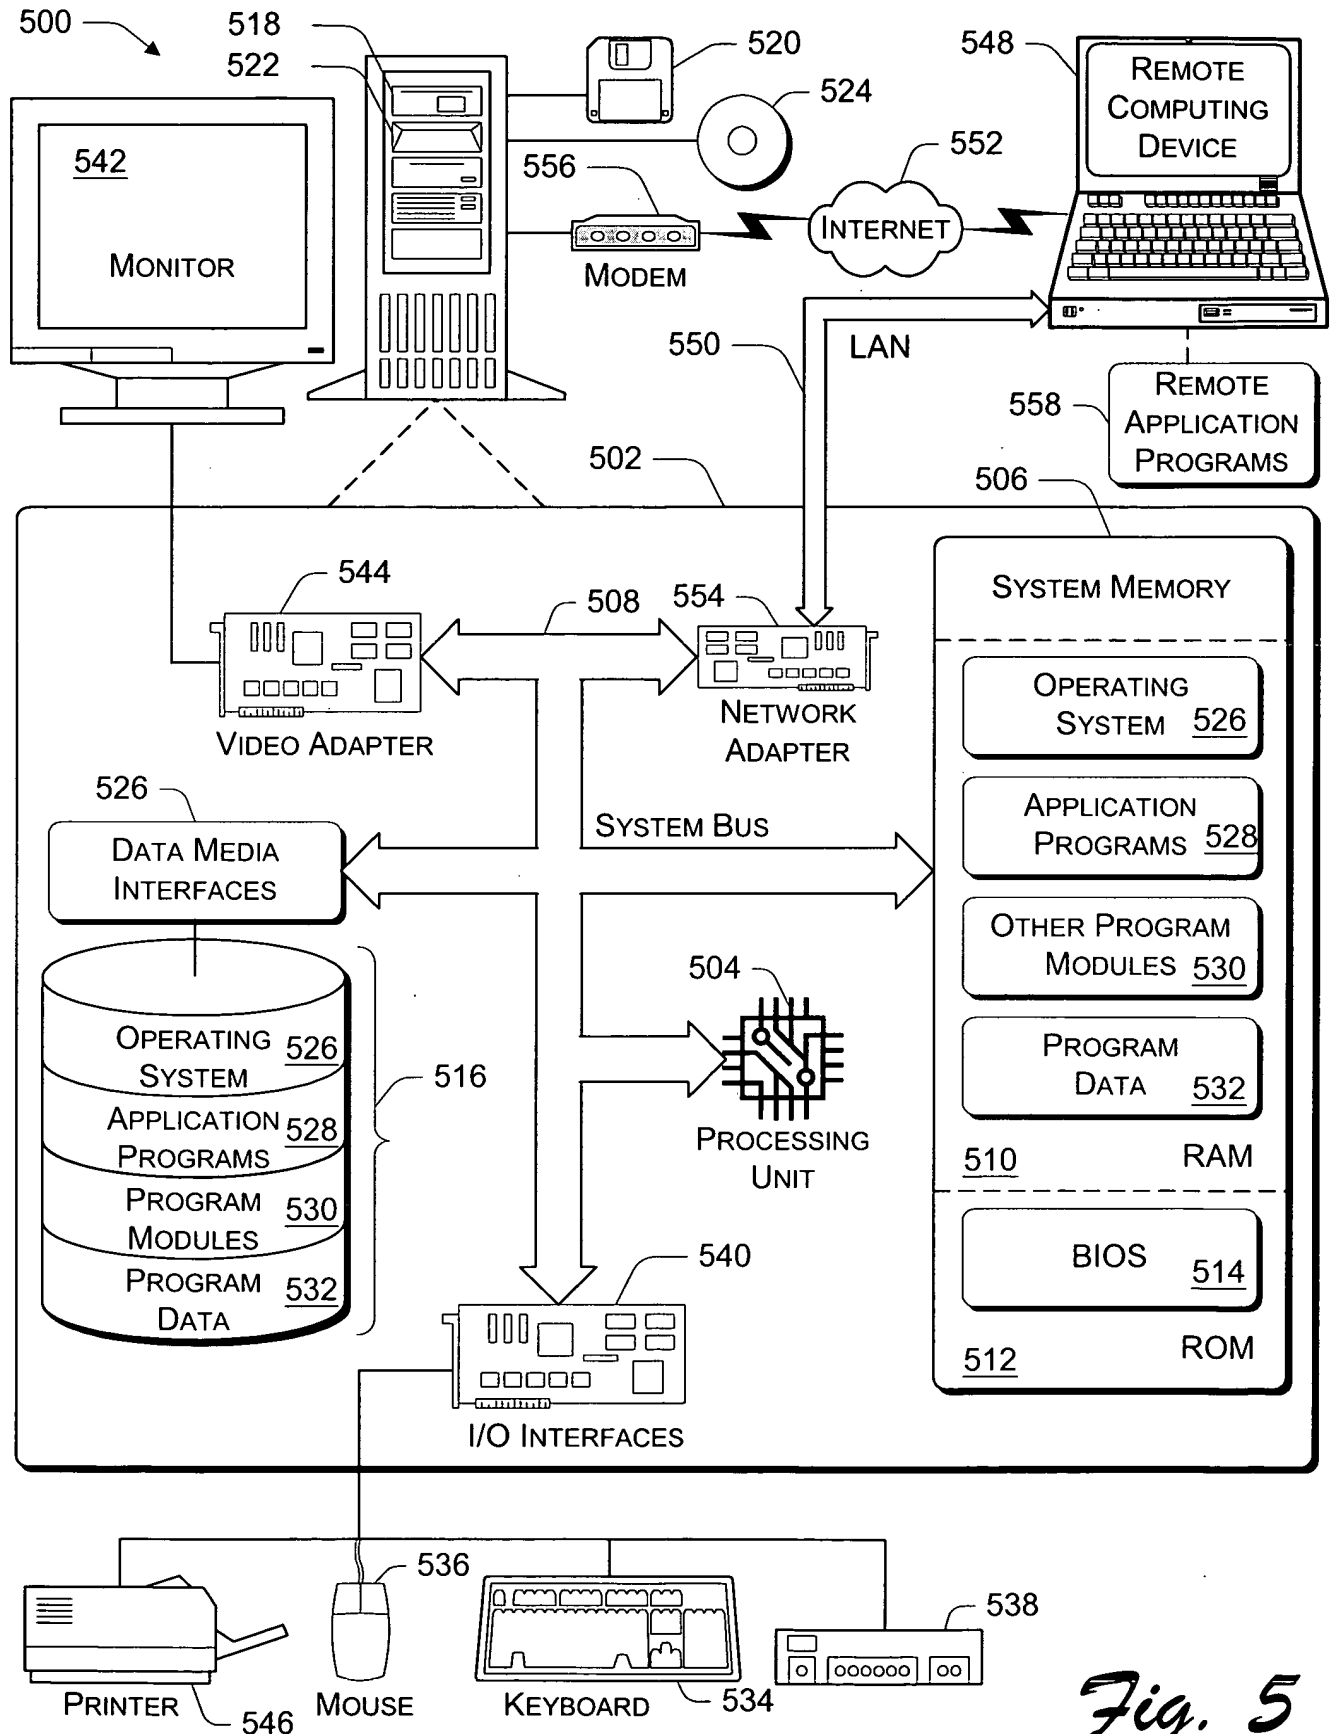 500
518
522
520
524
548
REMOTE
COMPUTING
DEVICE
542
MONITOR
556
MODEM
552
INTERNET
550
LAN
558
REMOTE
APPLICATION
PROGRAMS
502
506
SYSTEM MEMORY
544
VIDEO ADAPTER
508
554
NETWORK
ADAPTER
OPERATING
SYSTEM 526
APPLICATION
PROGRAMS 528
OTHER PROGRAM
MODULES 530
PROGRAM
DATA 532
510 RAM
BIOS 514
512 ROM
526
DATA MEDIA
INTERFACES
SYSTEM BUS
OPERATING
SYSTEM 526
APPLICATION
PROGRAMS 528
PROGRAM
MODULES 530
PROGRAM
DATA 532
516
504
PROCESSING
UNIT
540
I/O INTERFACES
PRINTER
546
536
MOUSE
KEYBOARD
534
538
Fig. 5